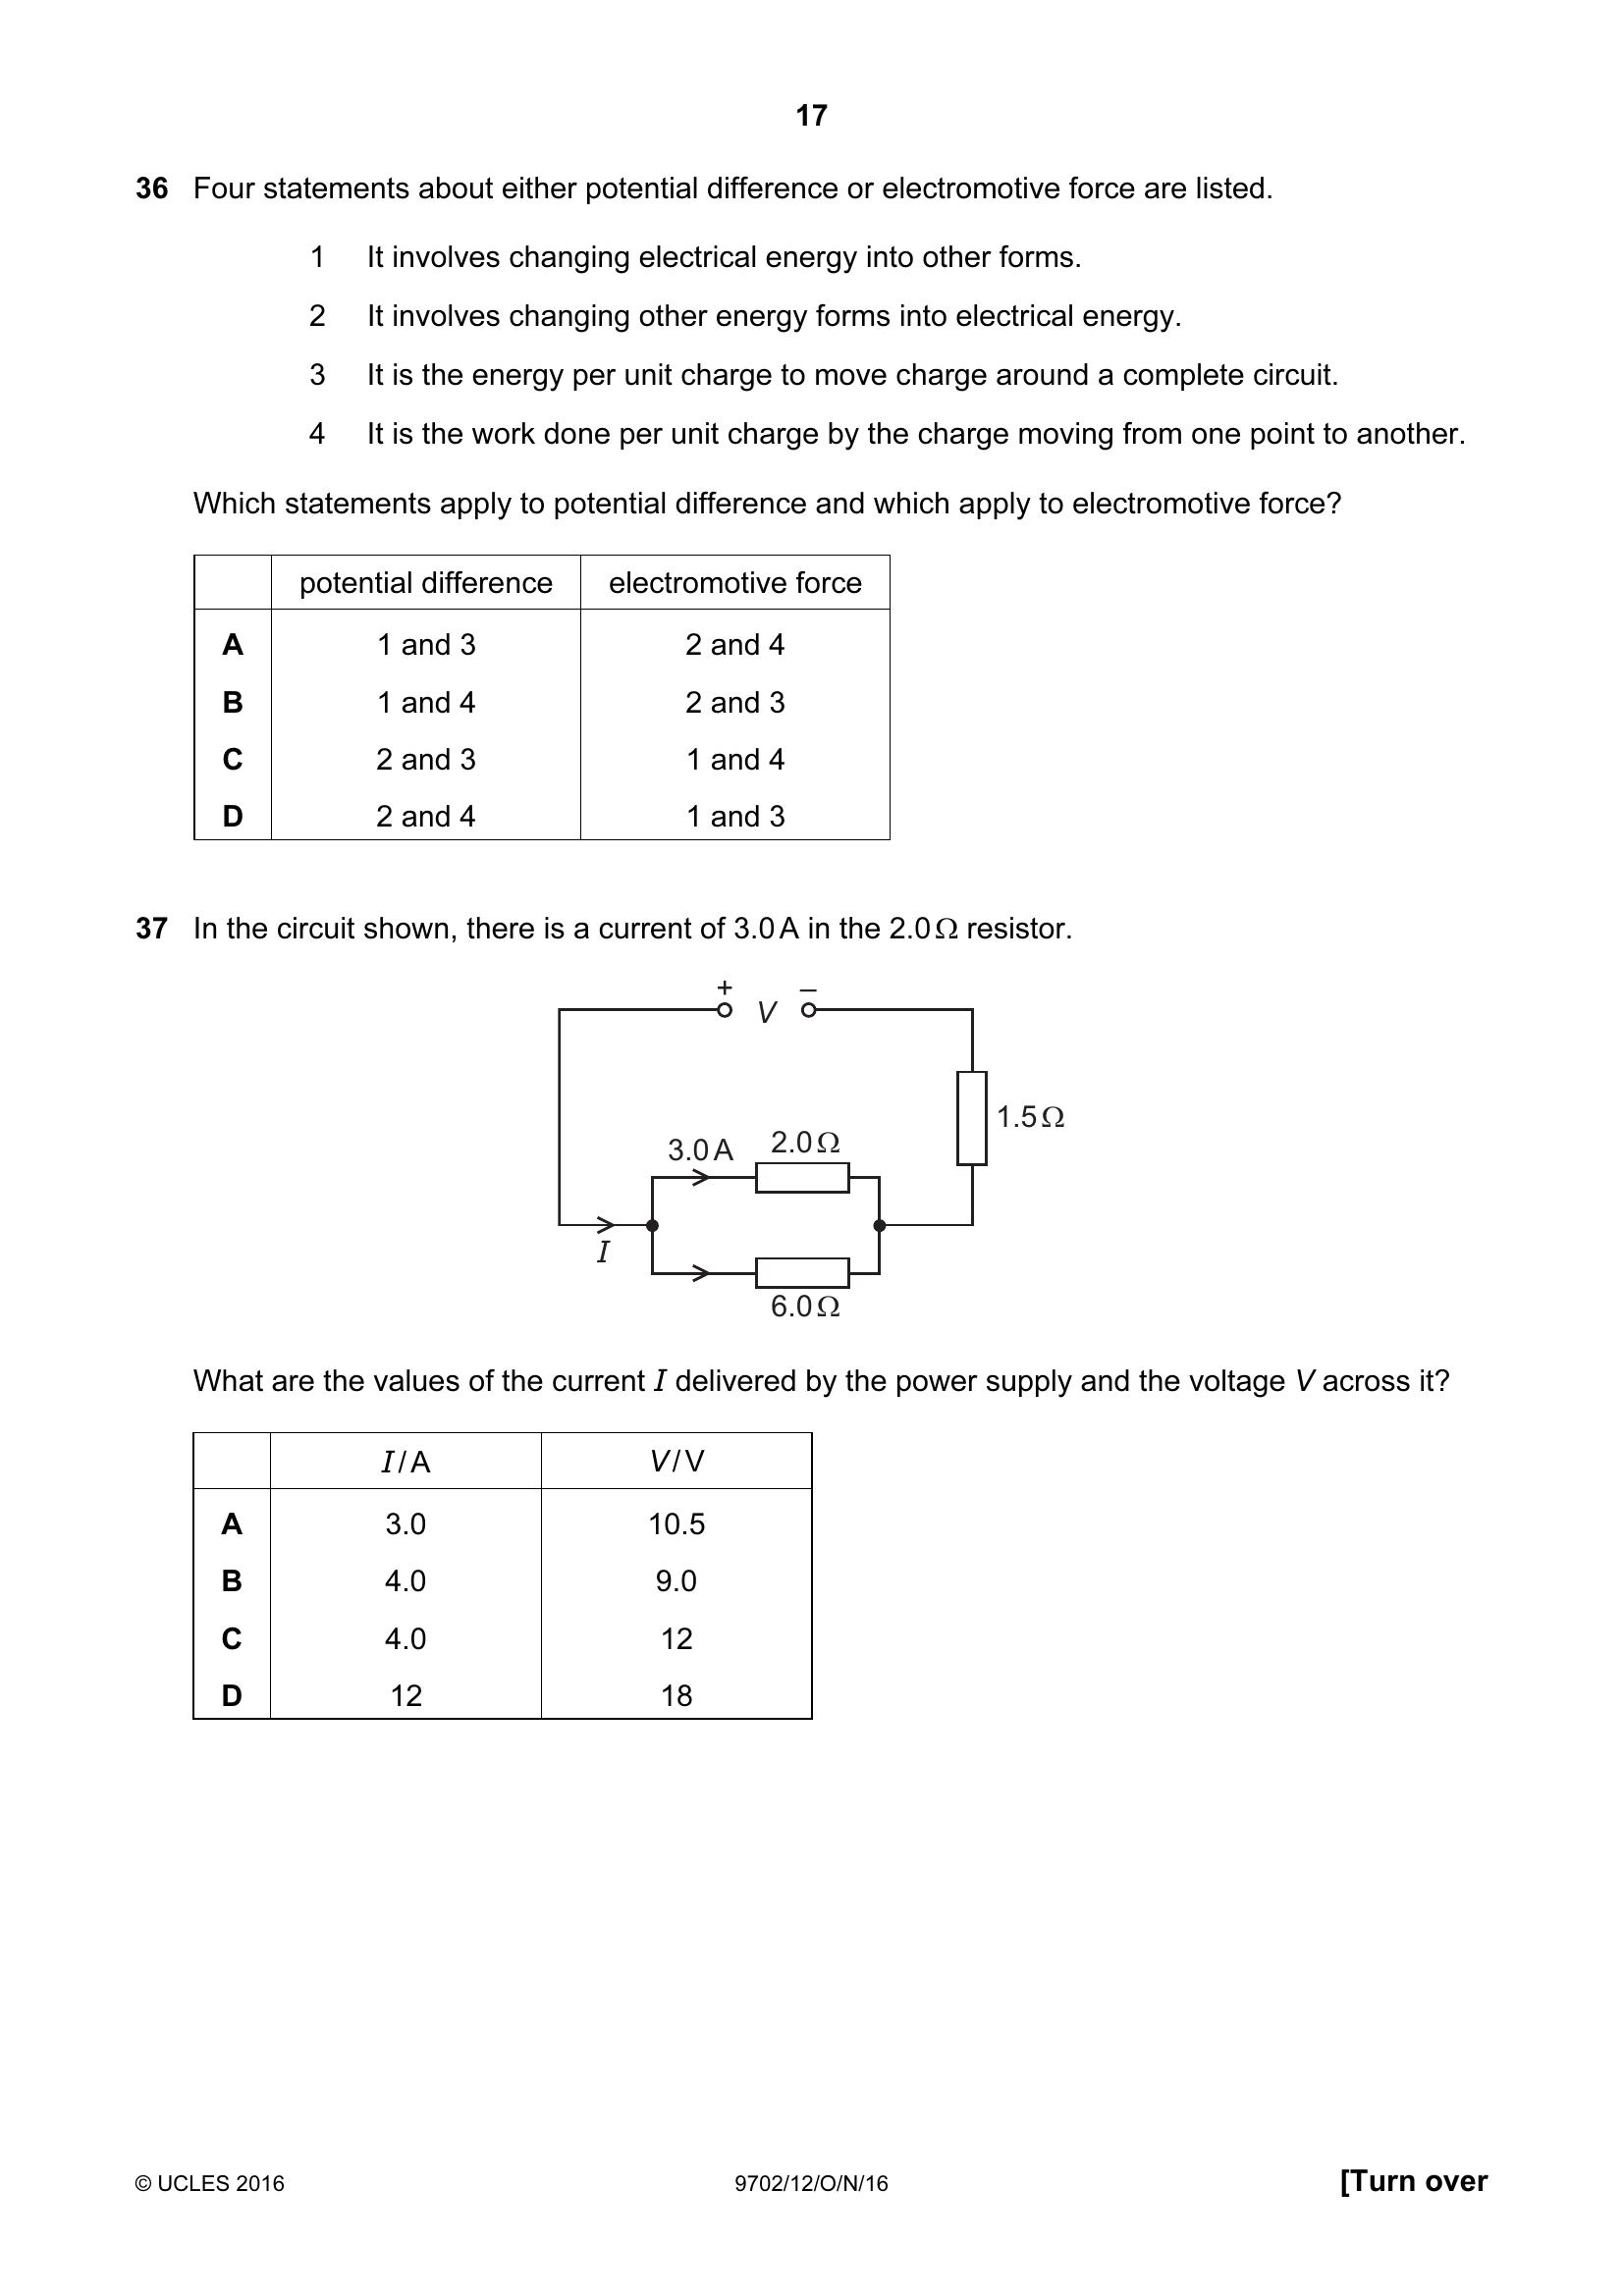 17
36 Four statements about either potential difference or electromotive force are listed.
1 It involves changing electrical energy into other forms.
2 It involves changing other energy forms into electrical energy.
3 It is the energy per unit charge to move charge around a complete circuit.
4 It is the work done per unit charge by the charge moving from one point to another.
Which statements apply to potential difference and which apply to electromotive force?
potential difference electromotive force
A 1 and 3 2 and 4
B 1 and 4 2 and 3
C 2 and 3 1 and 4
D 2 and 4 1 and 3
37 In the circuit shown, there is a current of 3.0 A in the 2.0 Ω resistor.
+ V –
1.5 Ω
3.0 A 2.0 Ω
I
6.0 Ω
What are the values of the current I delivered by the power supply and the voltage V across it?
I / A V / V
A 3.0 10.5
B 4.0 9.0
C 4.0 12
D 12 18
© UCLES 2016 9702/12/O/N/16 [Turn over